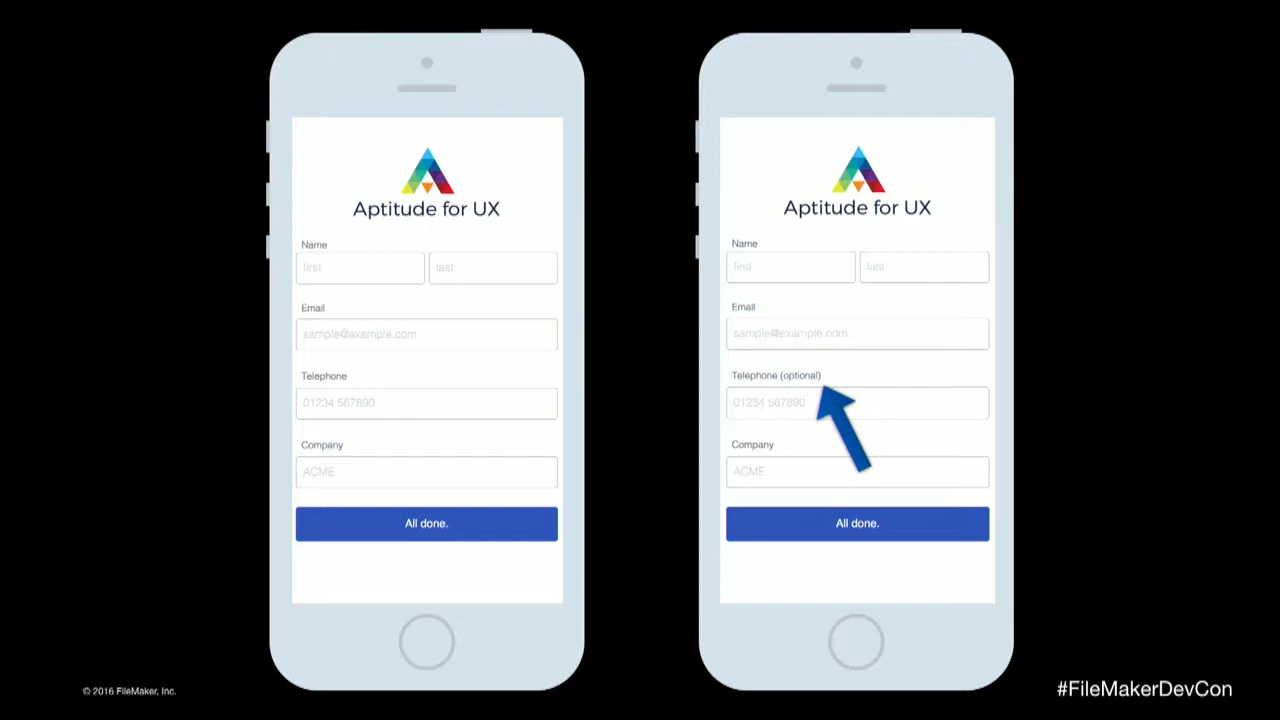 Aptitude for UX
Name
first last
Email
sample@example.com
Telephone
01234 567890
Company
ACME
All done.
Aptitude for UX
Name
first last
Email
sample@example.com
Telephone (optional)
01234 567890
Company
ACME
All done.
© 2016 FileMaker, Inc.
#FileMakerDevCon